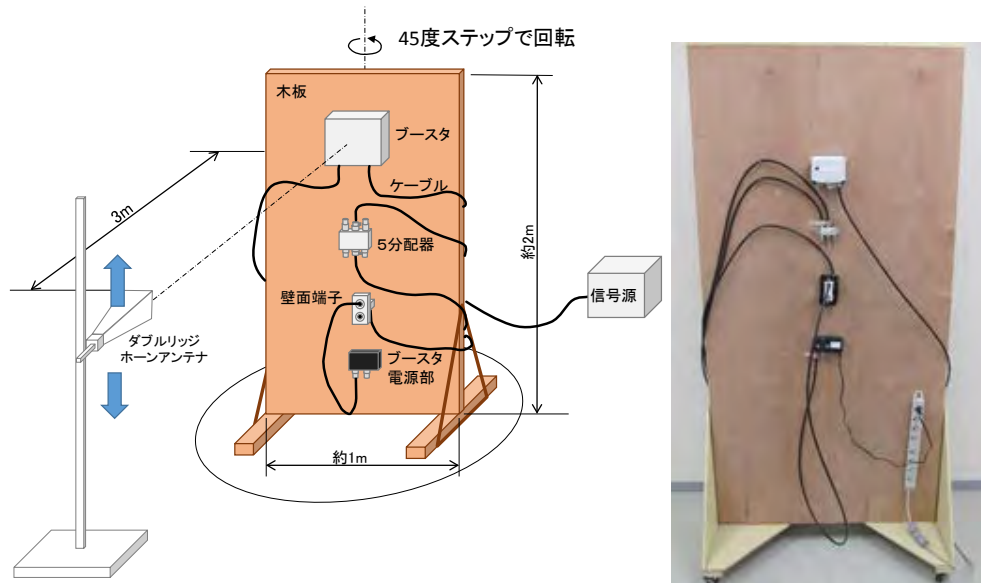 45度ステップで回転
木板
ブースタ
ケーブル
3m
5分配器
約2m
信号源
壁面端子
ダブルリッジ
ホーンアンテナ
ブースタ
電源部
約1m